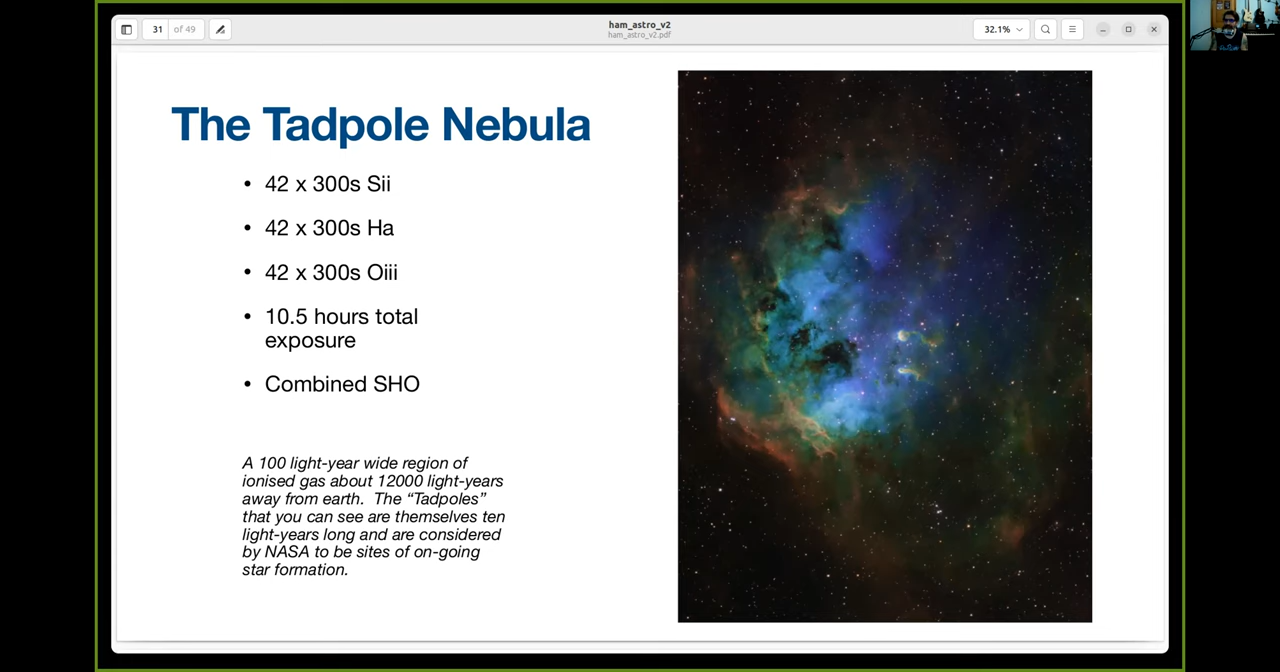 31 of 49
ham_astro_v2
ham_astro_v2.pdf
32.1%
The Tadpole Nebula
• 42 x 300s Sii
• 42 x 300s Ha
• 42 x 300s Oiii
• 10.5 hours total
exposure
• Combined SHO
A 100 light-year wide region of
ionised gas about 12000 light-years
away from earth. The “Tadpoles”
that you can see are themselves ten
light-years long and are considered
by NASA to be sites of on-going
star formation.